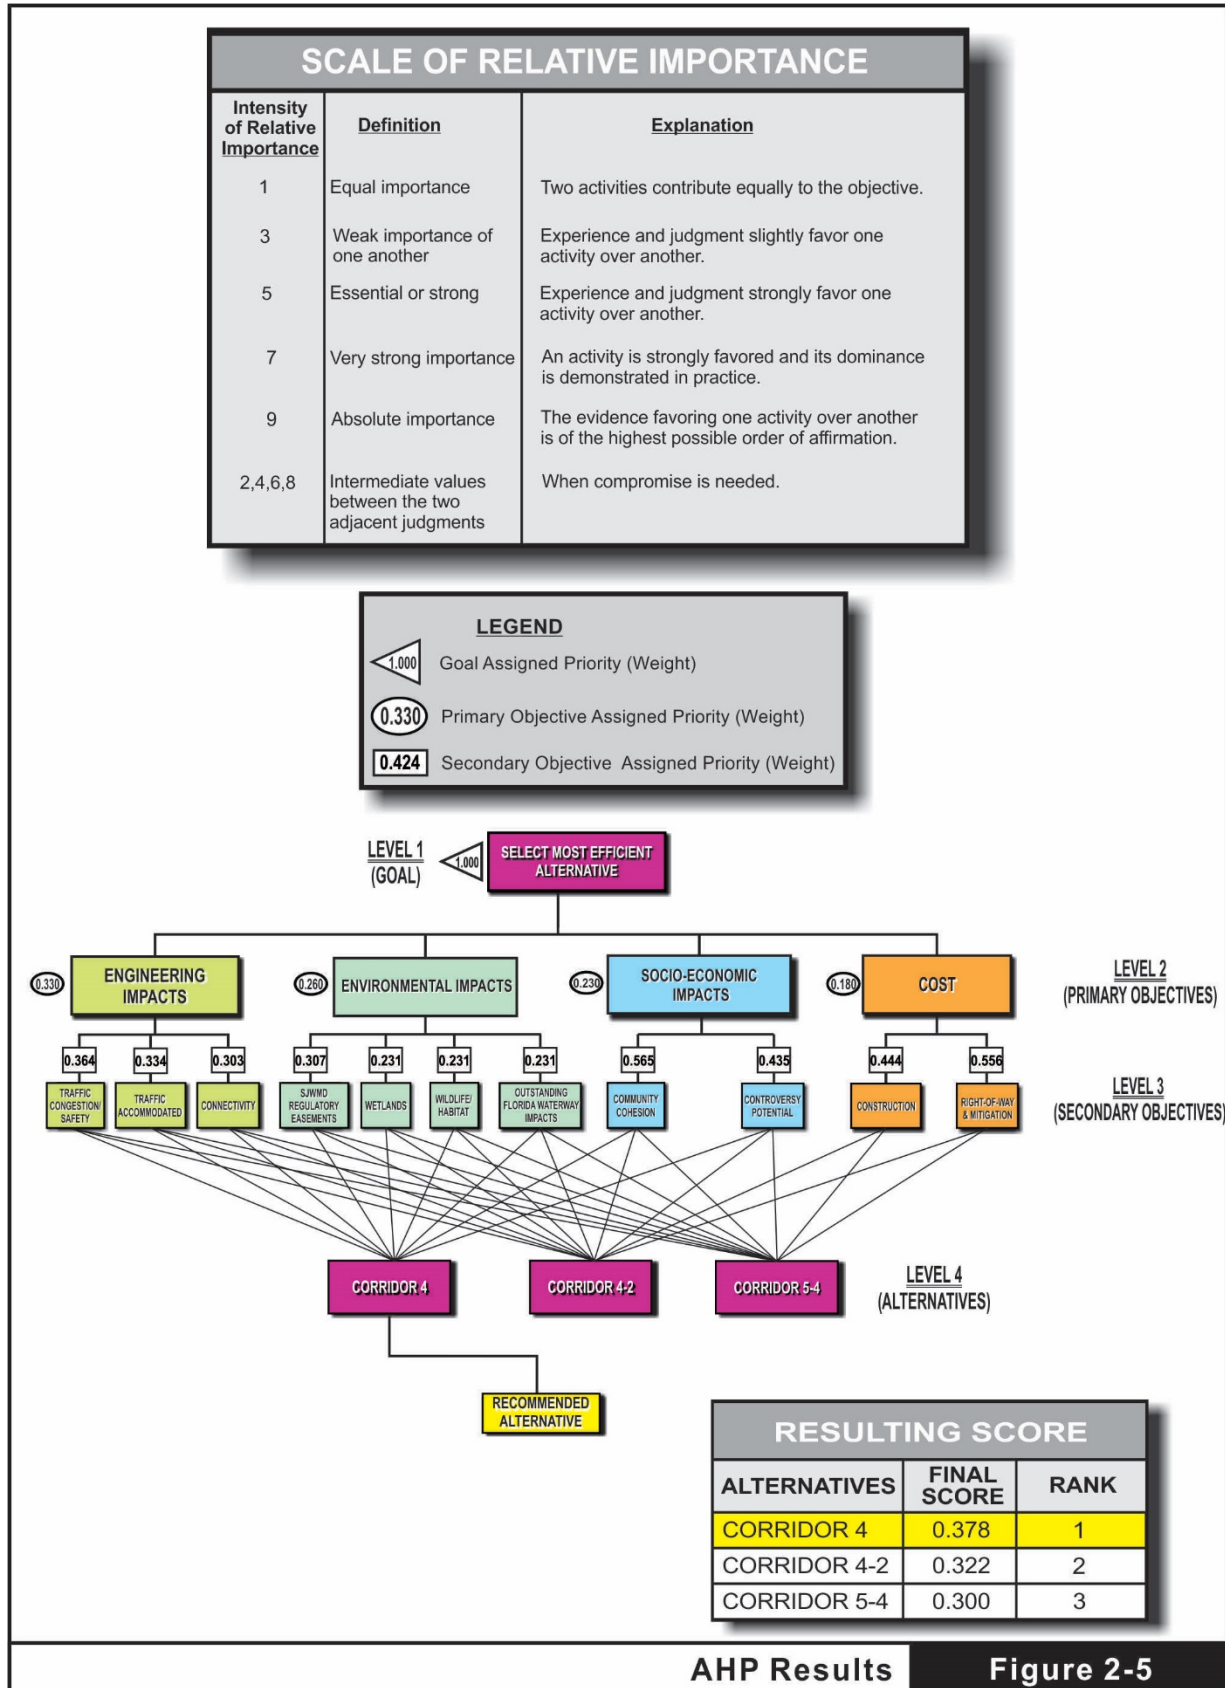 SCALE OF RELATIVE IMPORTANCE
Intensity
of Relative
Importance
Definition
Explanation
1
Equal importance
Two activities contribute equally to the objective.
3
Weak importance of
one another
Experience and judgment slightly favor one
activity over another.
5
Essential or strong
Experience and judgment strongly favor one
activity over another.
7
Very strong importance
An activity is strongly favored and its dominance
is demonstrated in practice.
9
Absolute importance
The evidence favoring one activity over another
is of the highest possible order of affirmation.
2,4,6,8
Intermediate values
between the two
adjacent judgments
When compromise is needed.
LEGEND
1.000
Goal Assigned Priority (Weight)
0.330
Primary Objective Assigned Priority (Weight)
0.424
Secondary Objective Assigned Priority (Weight)
LEVEL 1
(GOAL)
1.000
SELECT MOST EFFICIENT
ALTERNATIVE
0.330
ENGINEERING
IMPACTS
0.260
ENVIRONMENTAL IMPACTS
0.230
SOCIO-ECONOMIC
IMPACTS
0.180
COST
LEVEL 2
(PRIMARY OBJECTIVES)
0.364
0.334
0.303
0.307
0.231
0.231
0.231
0.565
0.435
0.444
0.556
TRAFFIC
CONGESTION/
SAFETY
TRAFFIC
ACCOMMODATED
CONNECTIVITY
SJWMD
REGULATORY
EASEMENTS
WETLANDS
WILDLIFE/
HABITAT
OUTSTANDING
FLORIDA WATERWAY
IMPACTS
COMMUNITY
COHESION
CONTROVERSY
POTENTIAL
CONSTRUCTION
RIGHT-OF-WAY
& MITIGATION
LEVEL 3
(SECONDARY OBJECTIVES)
CORRIDOR 4
CORRIDOR 4-2
CORRIDOR 5-4
LEVEL 4
(ALTERNATIVES)
RECOMMENDED
ALTERNATIVE
RESULTING SCORE
ALTERNATIVES
FINAL
SCORE
RANK
CORRIDOR 4
0.378
1
CORRIDOR 4-2
0.322
2
CORRIDOR 5-4
0.300
3
AHP Results
Figure 2-5